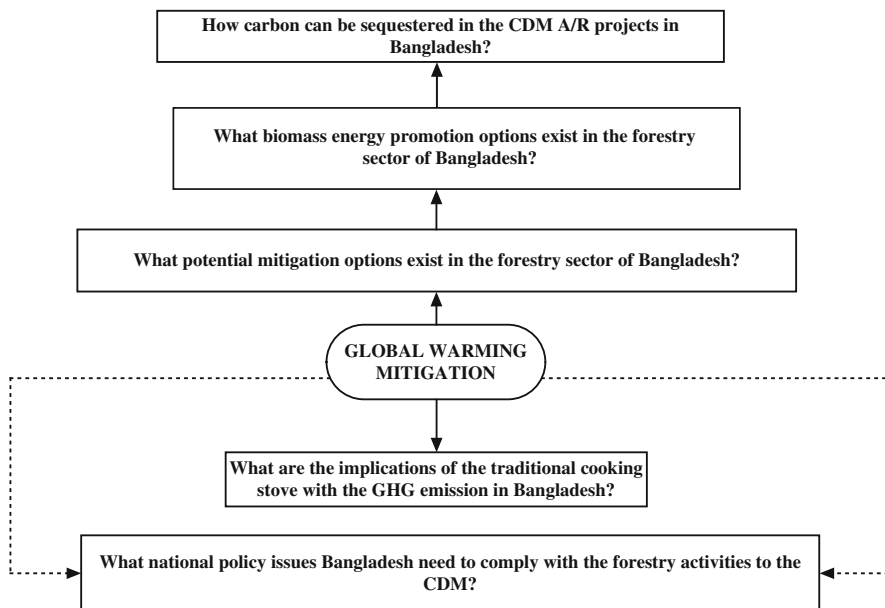 How carbon can be sequestered in the CDM A/R projects in
Bangladesh?
What biomass energy promotion options exist in the forestry
sector of Bangladesh?
What potential mitigation options exist in the forestry sector of Bangladesh?
GLOBAL WARMING
MITIGATION
What are the implications of the traditional cooking
stove with the GHG emission in Bangladesh?
What national policy issues Bangladesh need to comply with the forestry activities to the
CDM?